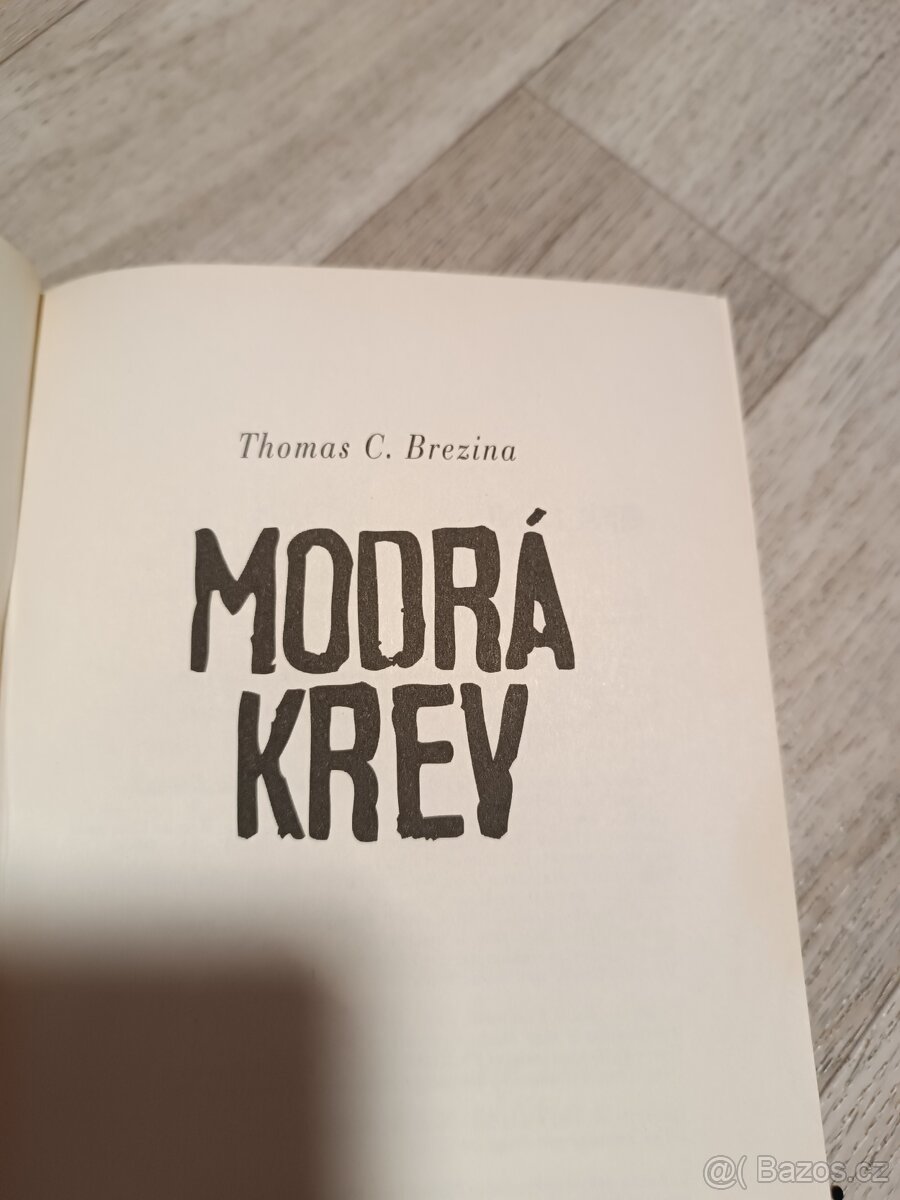 Thomas C. Brezina
MODRÁ
KREV
@( Bazos.cz